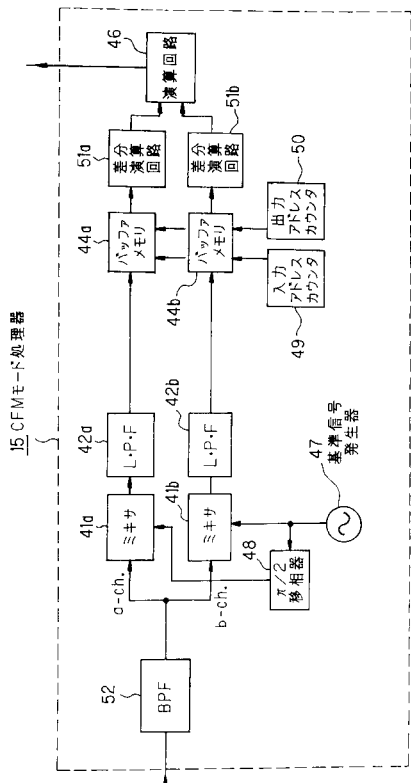 15 CFMモード処理器
52
BPF
a-ch.
b-ch.
41a
ミキサ
41b
ミキサ
42a
L・P・F
42b
L・P・F
48
π/2
移相器
47
基準信号
発生器
44a
バッファ
メモリ
44b
バッファ
メモリ
49
入力
アドレス
カウンタ
50
出力
アドレス
カウンタ
51a
差分
演算
回路
51b
差分
演算
回路
46
演算回路